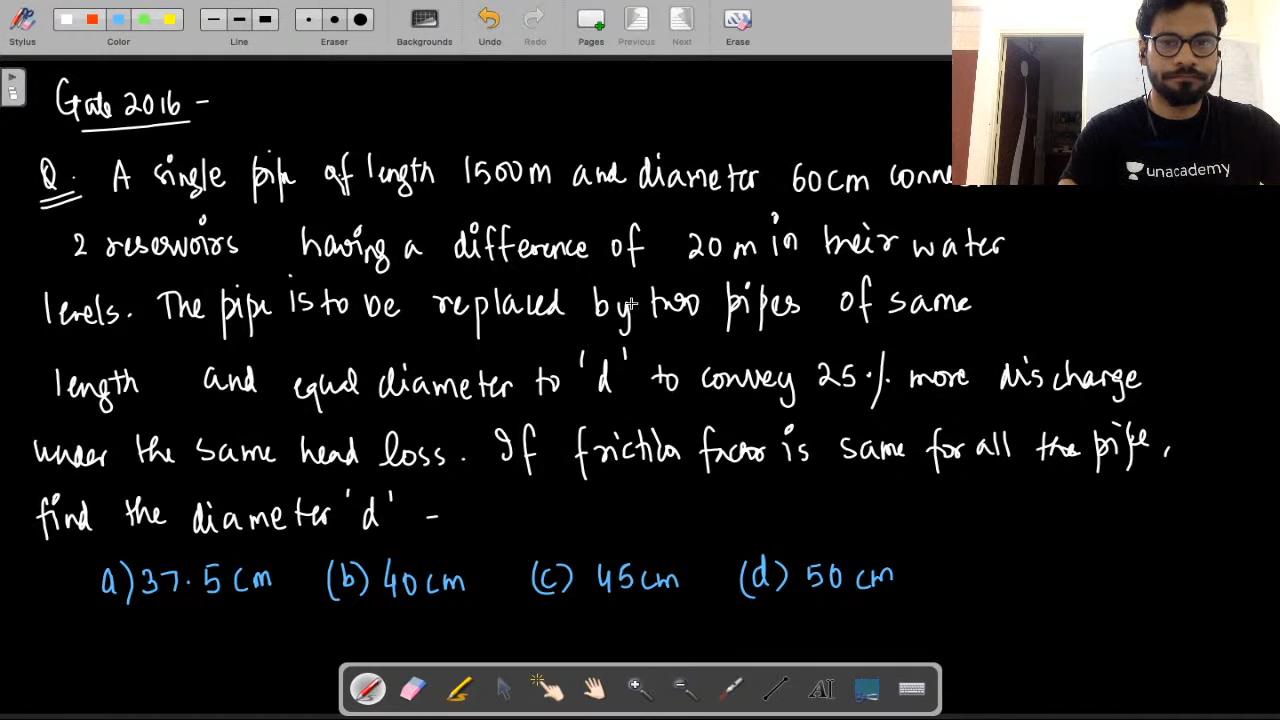 Stylus Color Line Eraser Backgrounds Undo Redo Pages Previous Next Erase
unacademy
Gate 2016 -
Q. A single pipe of length 1500m and diameter 60cm
2 reservoirs having a difference of 20 m in their water
levels. The pipe is to be replaced by two pipes of same
length and equal diameter to 'd' to convey 25% more discharge
under the same head loss. If friction factor is same for all the pipe,
find the diameter 'd' -
a) 37.5 cm (b) 40 cm (c) 45 cm (d) 50 cm
AI